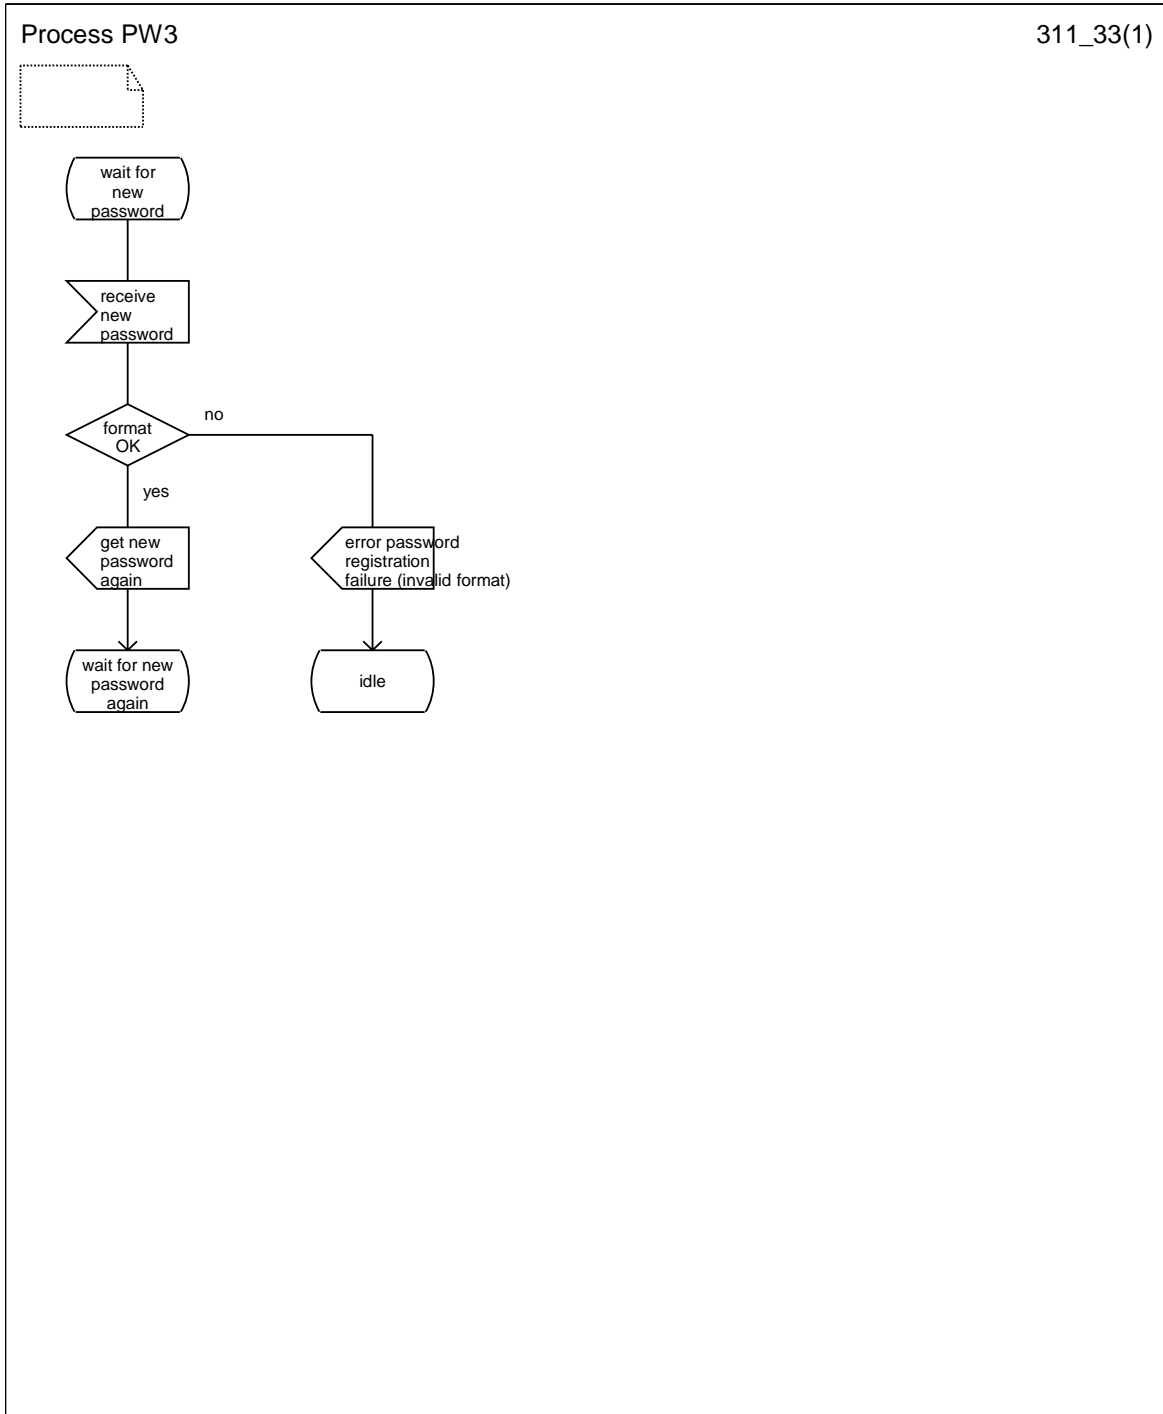 Process PW3
311_33(1)
wait for
new
password
receive
new
password
format
OK
no
yes
get new
password
again
error password
registration
failure (invalid format)
wait for new
password
again
idle